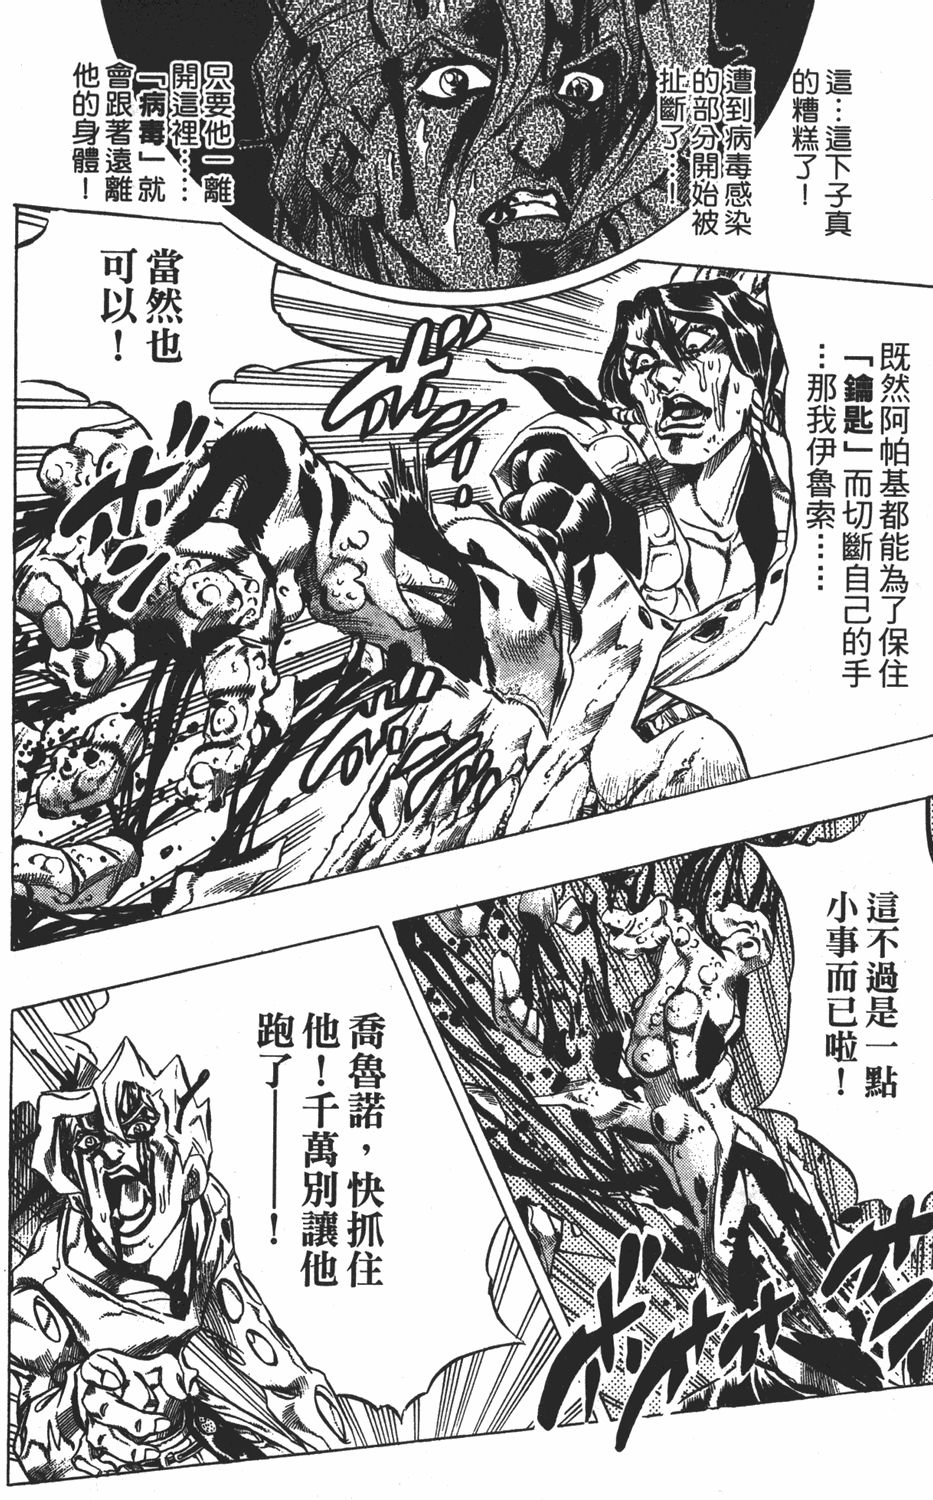 這…這下子真
的糟糕了！
遭到病毒感染
的部分開始被
扯斷了…！
只要他一離
開這裡……
「病毒」就
會跟著遠離
他的身體！
既然阿帕基都能為了保住
「鑰匙」而切斷自己的手
…那我伊魯索……
當然也
可以！
這不過是一點
小事而已啦！
喬魯諾，快抓住
他！千萬別讓他
跑了——！